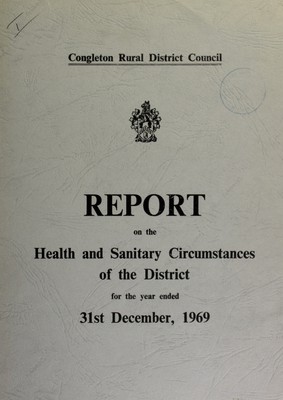 Congleton Rural District Council
REPORT
on the
Health and Sanitary Circumstances
of the District
for the year ended
31st December, 1969